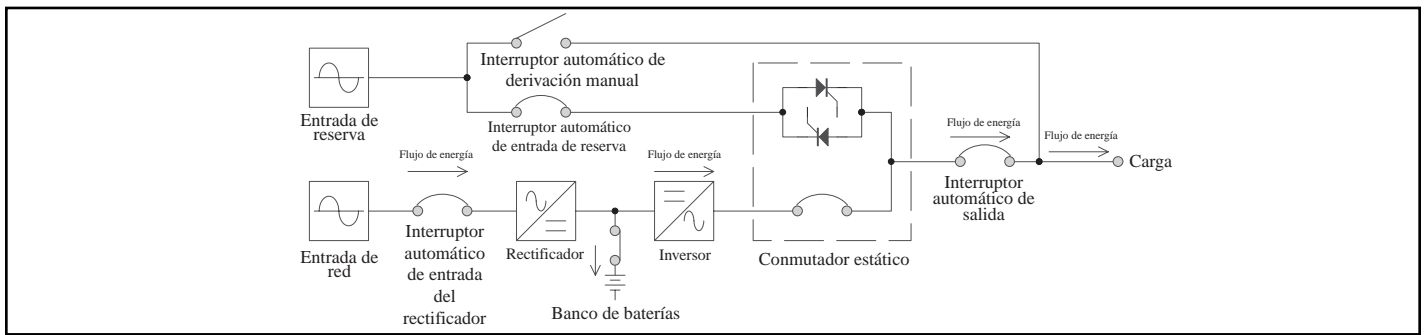 Interruptor automático de
derivación manual
Entrada de
reserva
Interruptor automático
de entrada de reserva
Flujo de energía
Flujo de energía
Flujo de energía
Flujo de energía
Carga
Interruptor
automático de
salida
Entrada de
red
Interruptor
automático
de entrada
del
rectificador
Rectificador
Inversor
Conmutador estático
Banco de baterías